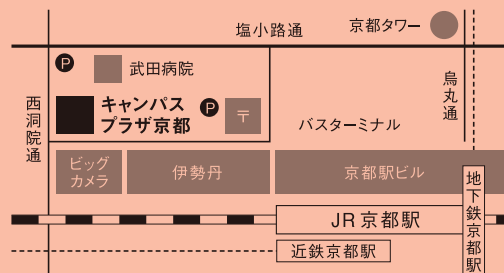 塩小路通
京都タワー
P
武田病院
烏丸通
西洞院通
キャンパス
プラザ京都
P
〒
バスターミナル
ビッグ
カメラ
伊勢丹
京都駅ビル
地下鉄京都駅
JR京都駅
近鉄京都駅